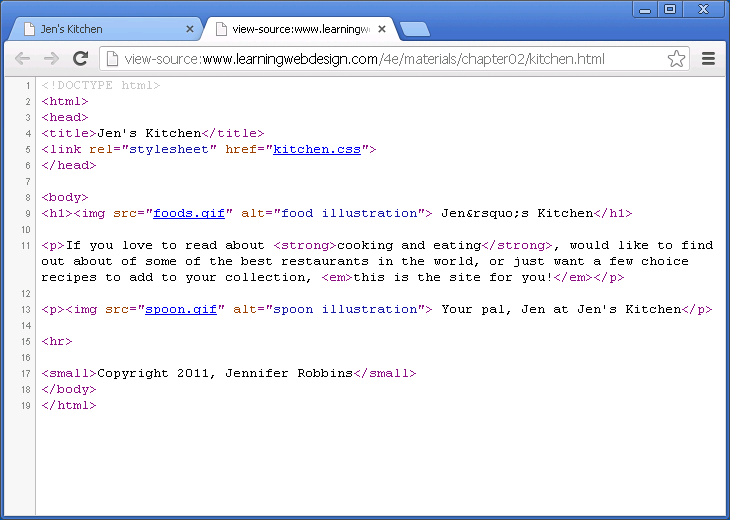 Jen's Kitchen
view-source:www.learningwe
view-source:www.learningwebdesign.com/4e/materials/chapter02/kitchen.html
1 <!DOCTYPE html>
2 <html>
3 <head>
4 <title>Jen's Kitchen</title>
5 <link rel="stylesheet" href="kitchen.css">
6 </head>
7
8 <body>
9 <h1><img src="foods.gif" alt="food illustration"> Jen&rsquo;s Kitchen</h1>
10
11 <p>If you love to read about <strong>cooking and eating</strong>, would like to find
out about of some of the best restaurants in the world, or just want a few choice
recipes to add to your collection, <em>this is the site for you!</em></p>
12
13 <p><img src="spoon.gif" alt="spoon illustration"> Your pal, Jen at Jen's Kitchen</p>
14
15 <hr>
16
17 <small>Copyright 2011, Jennifer Robbins</small>
18 </body>
19 </html>